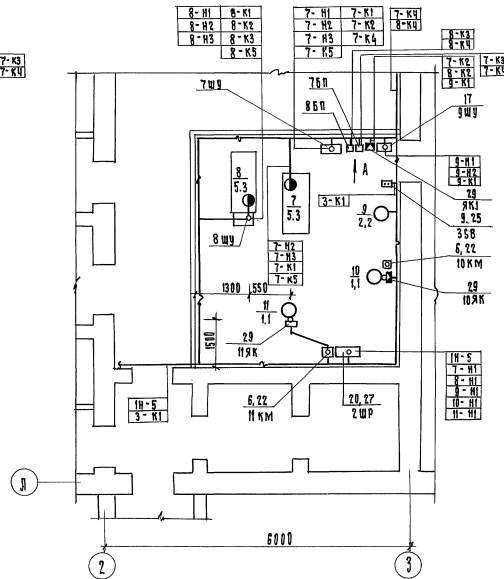 8-Н1 8-К1
8-Н2 8-К2
8-Н3 8-К3
8-К5
7-Н1 7-К1
7-Н2 7-К2
7-Н3 7-К4
7-К5
7-К4
8-К4
8-К3
8-К4
7-К3
7-К4
7-К2
8-К2
9-К1
7-К3
7-К4
7ШУ
7БП
8БП
17
9ШУ
А
9-Н1
9-Н2
9-К1
29
ЯК1
9.25
3SВ
6,22
10КМ
29
10ЯК
8
5.3
7
5.3
3-К1
9
2,2
8ШУ
7-Н2
7-Н3
7-К1
7-К5
10
1,1
1300 550
11
1.1
1500
29
11ЯК
1Н-5
7-Н1
8-Н1
9-Н1
10-Н1
11-Н1
1Н-5
3-К1
6,22
11КМ
20,27
2ШР
Л
6000
2
3